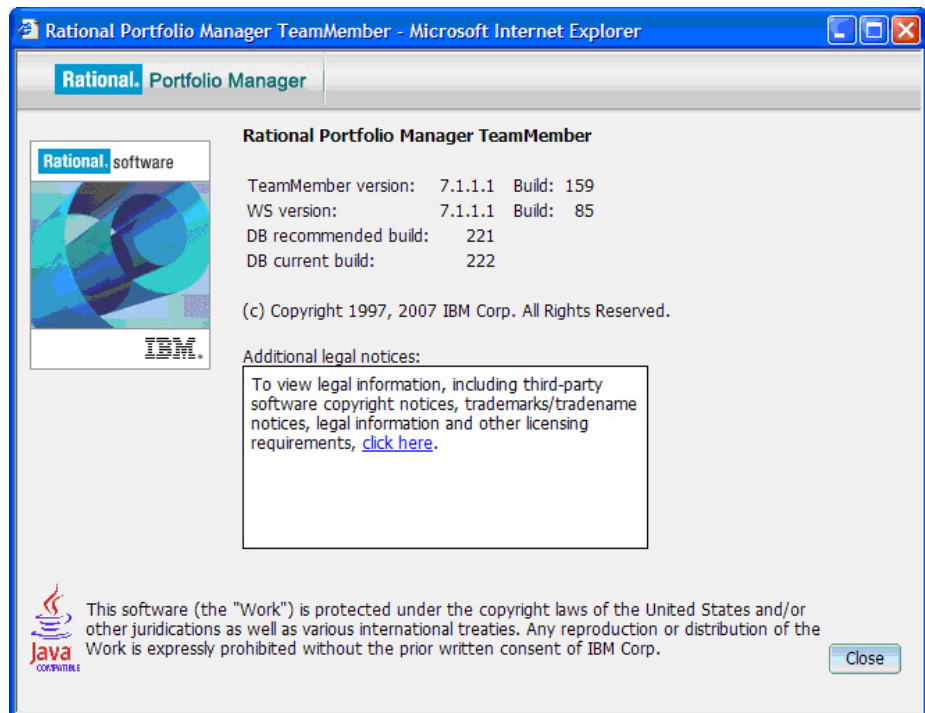 Rational Portfolio Manager TeamMember - Microsoft Internet Explorer
Rational. Portfolio Manager
Rational Portfolio Manager TeamMember
Rational. software
TeamMember version: 7.1.1.1 Build: 159
WS version: 7.1.1.1 Build: 85
DB recommended build: 221
DB current build: 222
(c) Copyright 1997, 2007 IBM Corp. All Rights Reserved.
IBM.
Additional legal notices:
To view legal information, including third-party
software copyright notices, trademarks/tradename
notices, legal information and other licensing
requirements, click here.
This software (the "Work") is protected under the copyright laws of the United States and/or
other juridications as well as various international treaties. Any reproduction or distribution of the
Work is expressly prohibited without the prior written consent of IBM Corp.
Java
COMPATIBLE
Close